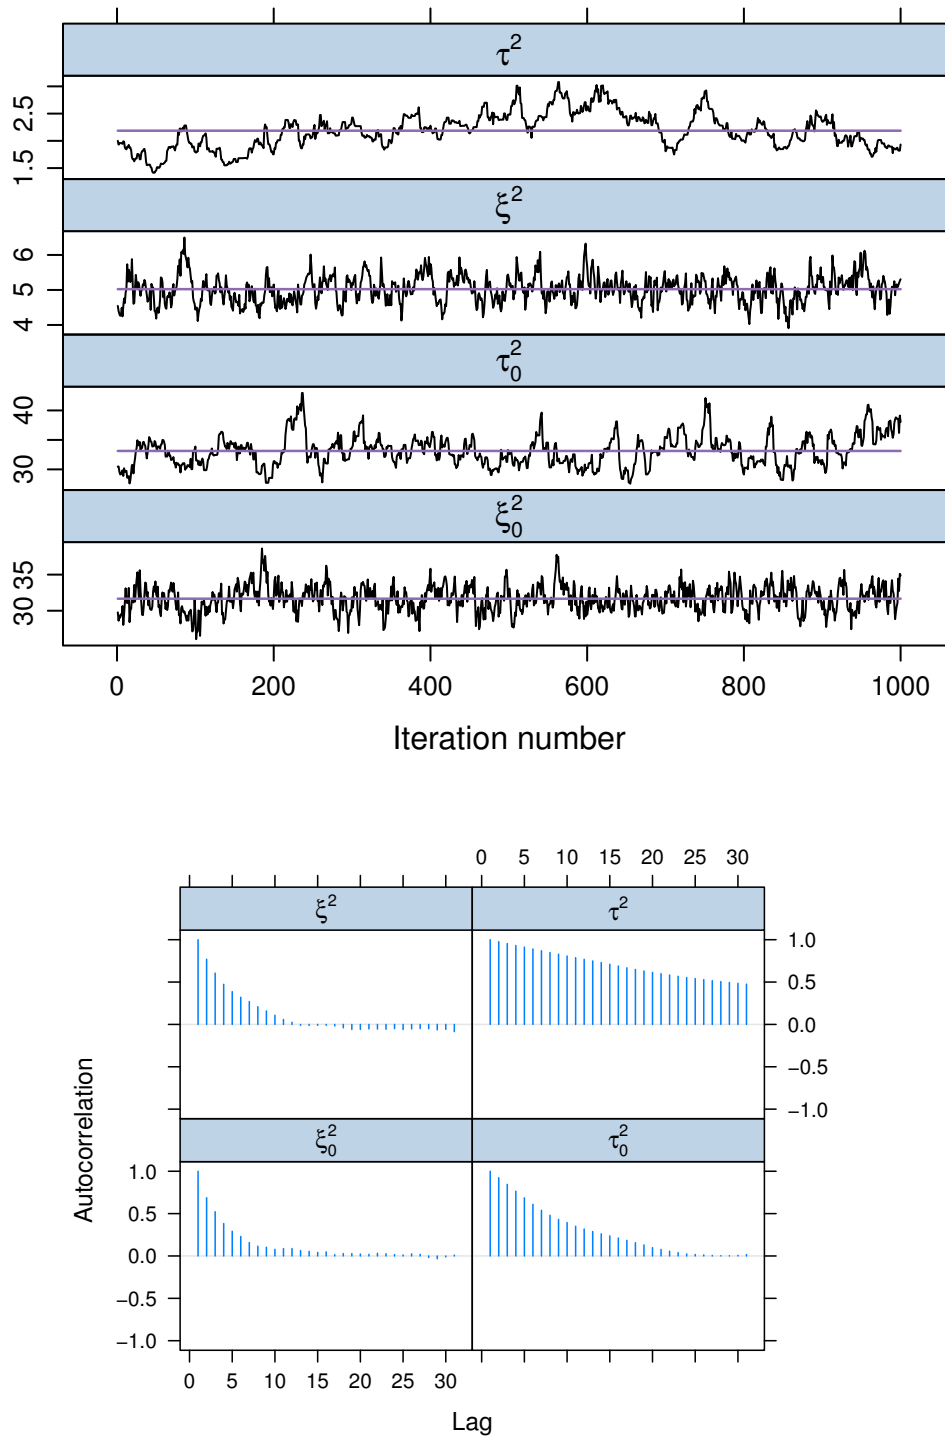 τ²
1.5 2.5
ξ²
4 5 6
τ₀²
30 40
ξ₀²
30 35
0 200 400 600 800 1000
Iteration number
0 5 10 15 20 25 30
ξ² τ²
1.0
0.5
0.0
−0.5
−1.0
Autocorrelation
ξ₀² τ₀²
1.0
0.5
0.0
−0.5
−1.0
0 5 10 15 20 25 30
Lag